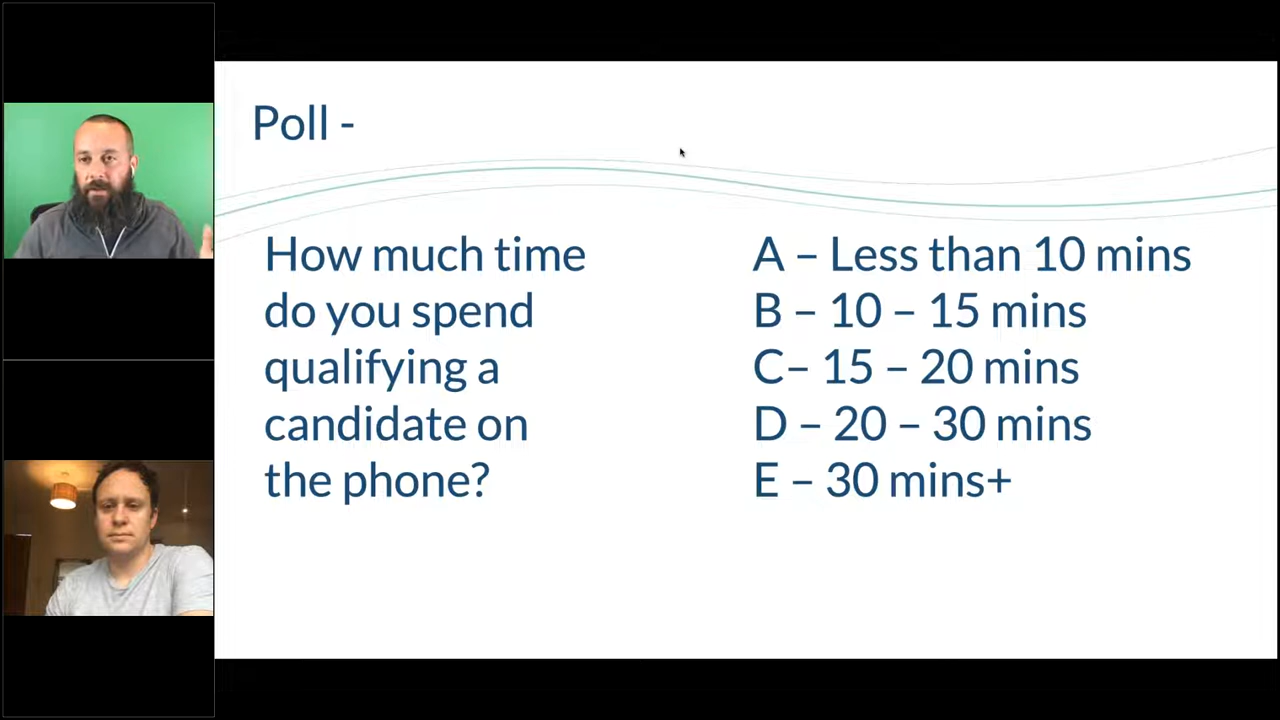 Poll -
How much time
do you spend
qualifying a
candidate on
the phone?
A – Less than 10 mins
B – 10 – 15 mins
C– 15 – 20 mins
D – 20 – 30 mins
E – 30 mins+